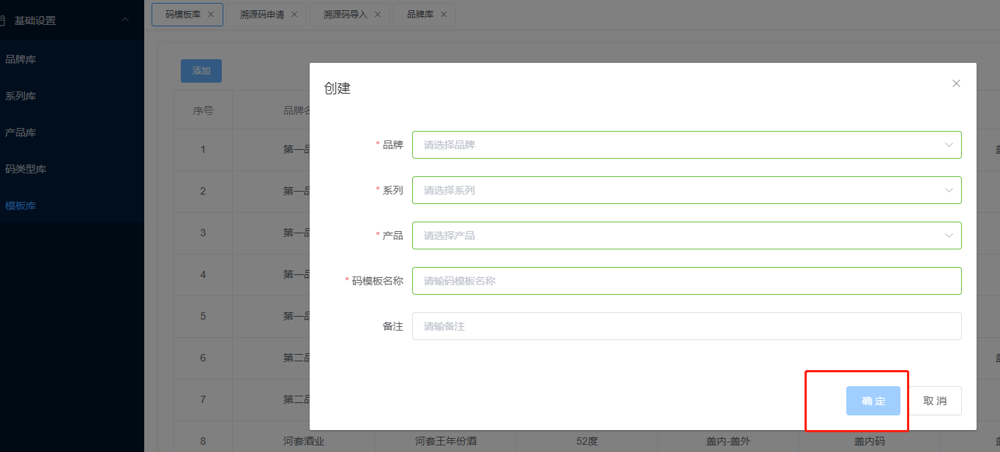 基础设置
品牌库
系列库
产品库
码类型库
模板库
码模板库 × 溯源码申请 × 溯源码导入 × 品牌库 ×
添加
序号 品牌名
1 第一品
2 第一品
3 第一品
4 第一品
5 第一品
6 第二品
7 第二品
8 河套酒业 河套王年份酒 52度 盖内-盖外 盖内码
创建
* 品牌 请选择品牌
* 系列 请选择系列
* 产品 请选择产品
* 码模板名称 请输码模板名称
备注 请输备注
确 定 取 消